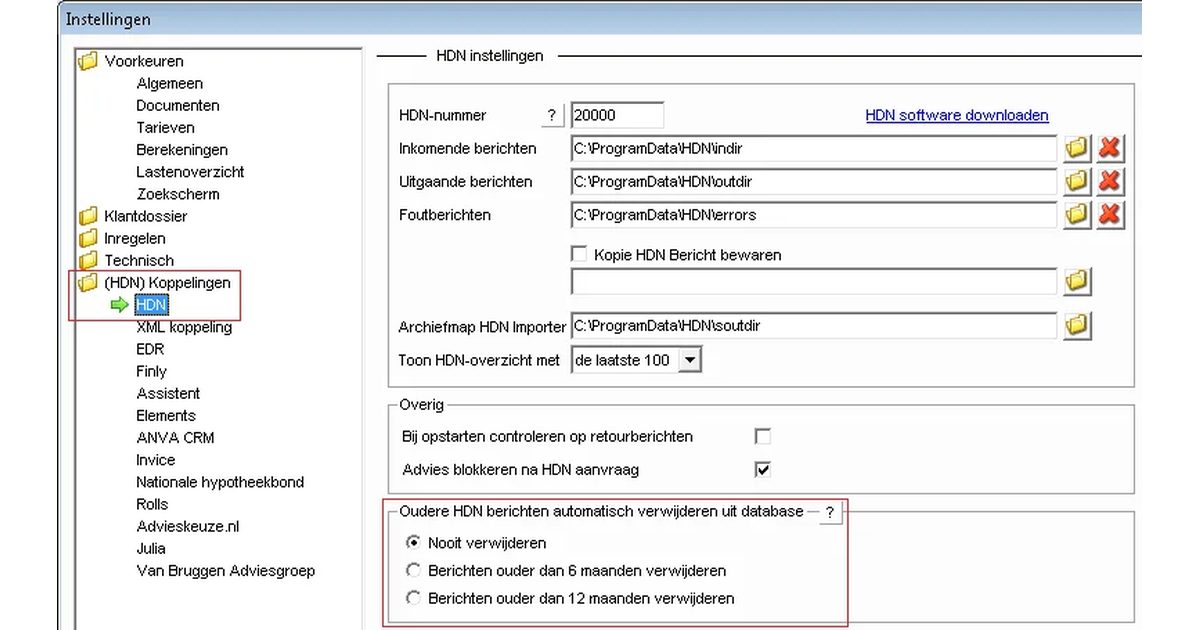 Instellingen
Voorkeuren
Algemeen
Documenten
Tarieven
Berekeningen
Lastenoverzicht
Zoekscherm
Klantdossier
Inregelen
Technisch
(HDN) Koppelingen
HDN
XML koppeling
EDR
Finly
Assistent
Elements
ANVA CRM
Invice
Nationale hypotheekbond
Rolls
Advieskeuze.nl
Julia
Van Bruggen Adviesgroep
HDN instellingen
HDN-nummer ? 20000 HDN software downloaden
Inkomende berichten C:\ProgramData\HDN\indir
Uitgaande berichten C:\ProgramData\HDN\outdir
Foutberichten C:\ProgramData\HDN\errors
Kopie HDN Bericht bewaren
Archiefmap HDN Importer C:\ProgramData\HDN\soutdir
Toon HDN-overzicht met de laatste 100
Overig
Bij opstarten controleren op retourberichten
Advies blokkeren na HDN aanvraag
Oudere HDN berichten automatisch verwijderen uit database ?
Nooit verwijderen
Berichten ouder dan 6 maanden verwijderen
Berichten ouder dan 12 maanden verwijderen